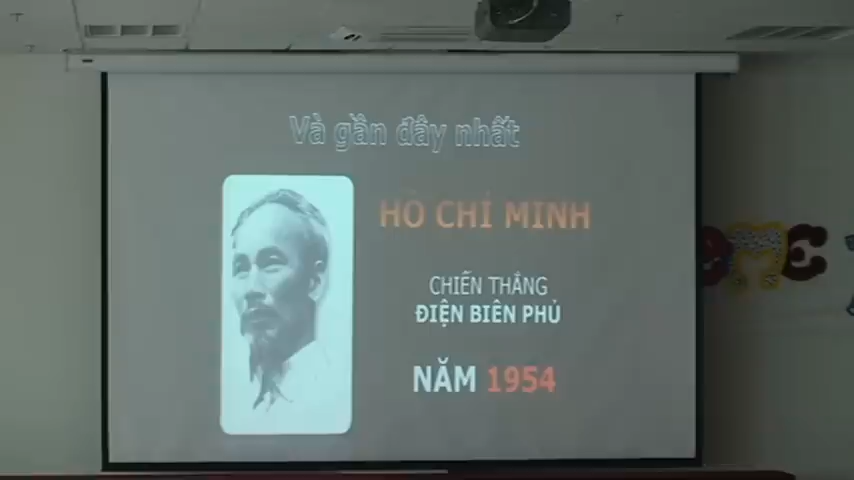 Và gần đây nhất
HỒ CHÍ MINH
CHIẾN THẮNG
ĐIỆN BIÊN PHỦ
NĂM 1954